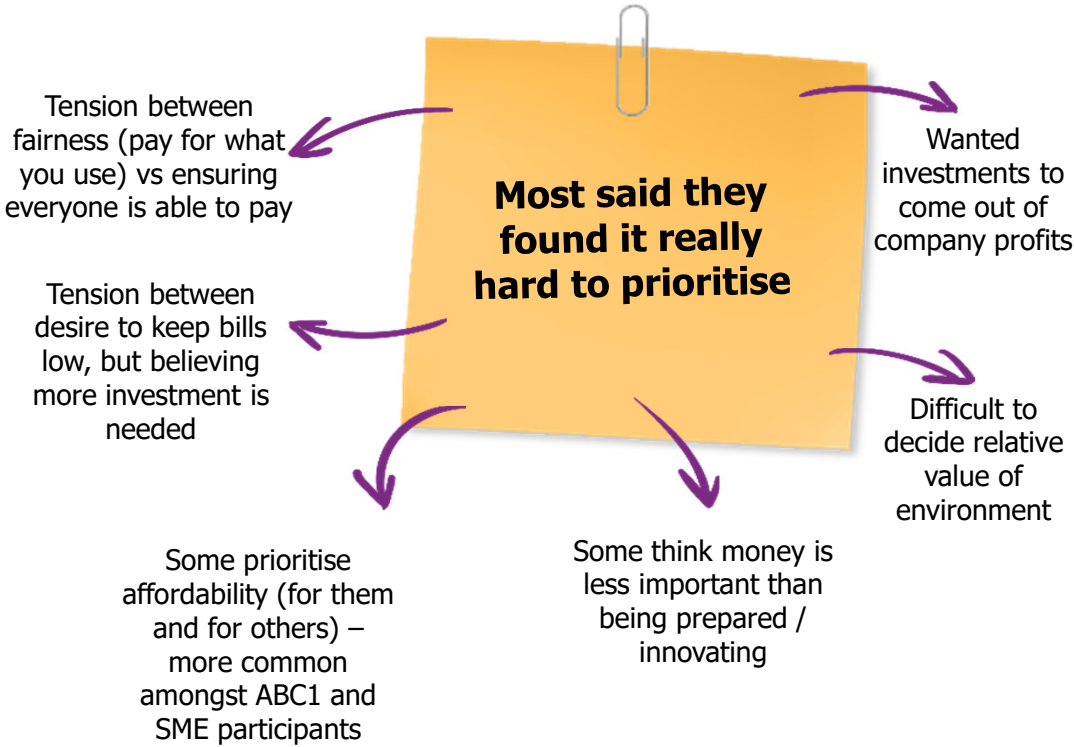 Most said they
found it really
hard to prioritise
Tension between
fairness (pay for what
you use) vs ensuring
everyone is able to pay
Tension between
desire to keep bills
low, but believing
more investment is
needed
Some prioritise
affordability (for them
and for others) –
more common
amongst ABC1 and
SME participants
Some think money is
less important than
being prepared /
innovating
Wanted
investments to
come out of
company profits
Difficult to
decide relative
value of
environment